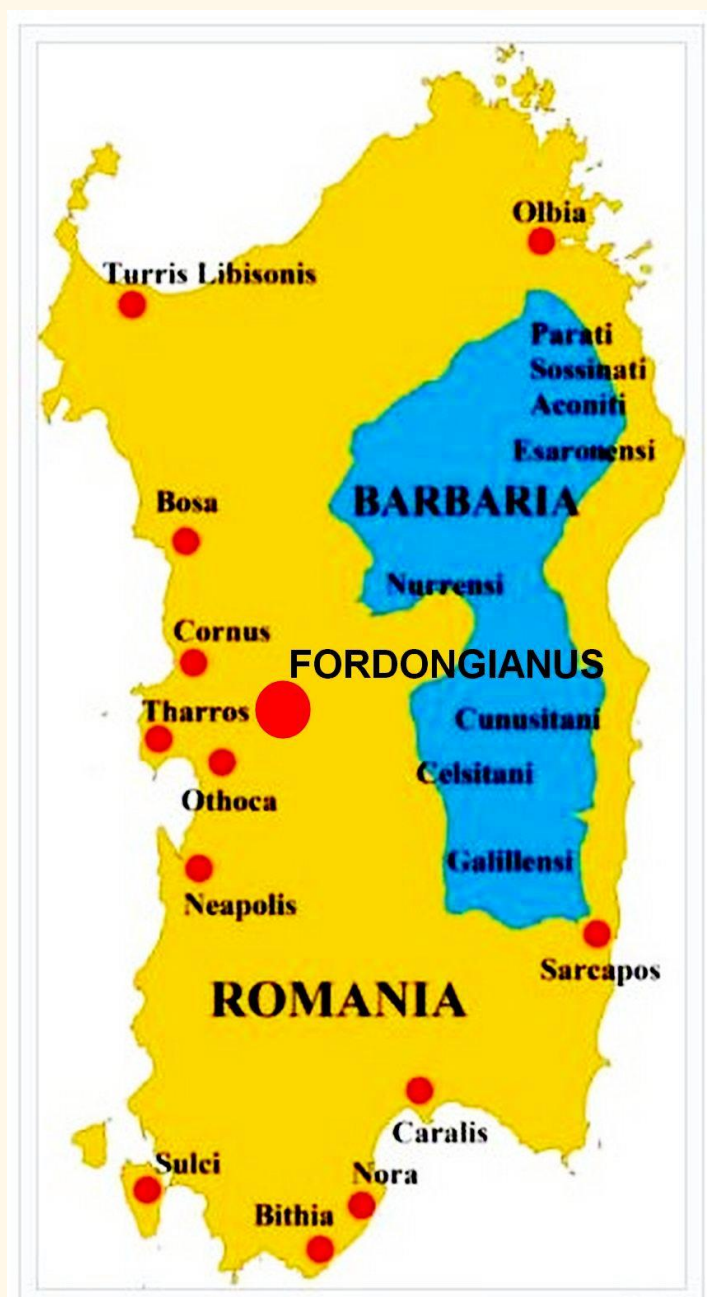 Olbia
Turris Libisonis
Parati
Sossinati
Aconiti
Esaronensi
BARBARIA
Bosa
Nurrensi
Cornus
FORDONGIANUS
Tharros
Cunusitani
Celsitani
Othoca
Galillensi
Neapolis
Sarcapos
ROMANIA
Caralis
Sulci
Nora
Bithia